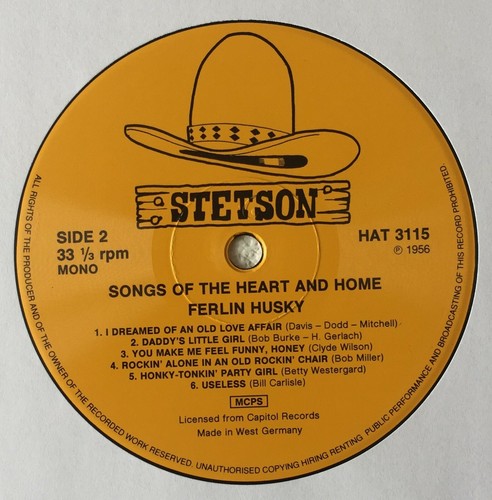 STETSON
SIDE 2
33 ⅓ rpm
MONO
HAT 3115
Ⓟ 1956
SONGS OF THE HEART AND HOME
FERLIN HUSKY
1. I DREAMED OF AN OLD LOVE AFFAIR (Davis – Dodd – Mitchell)
2. DADDY'S LITTLE GIRL (Bob Burke – H. Gerlach)
3. YOU MAKE ME FEEL FUNNY, HONEY (Clyde Wilson)
4. ROCKIN' ALONE IN AN OLD ROCKIN' CHAIR (Bob Miller)
5. HONKY-TONKIN' PARTY GIRL (Betty Westergard)
6. USELESS (Bill Carlisle)
MCPS
Licensed from Capitol Records
Made in West Germany
ALL RIGHTS OF THE PRODUCER AND OF THE OWNER OF THE RECORDED WORK RESERVED. UNAUTHORISED COPYING HIRING RENTING PUBLIC PERFORMANCE AND BROADCASTING OF THIS RECORD PROHIBITED.